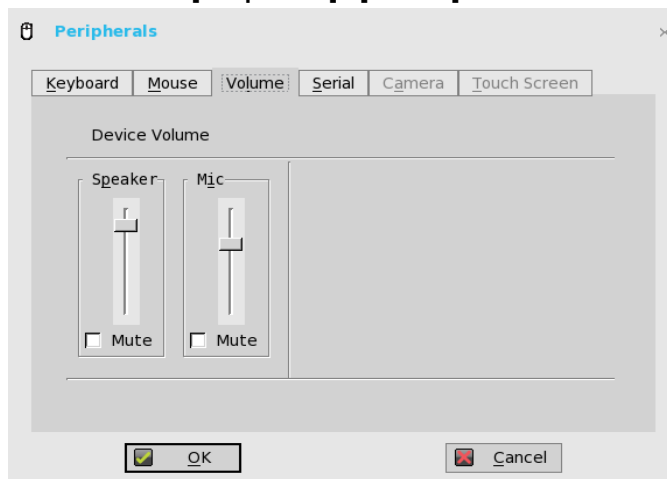 Peripherals
Keyboard Mouse Volume Serial Camera Touch Screen
Device Volume
Speaker Mic
Mute Mute
OK Cancel